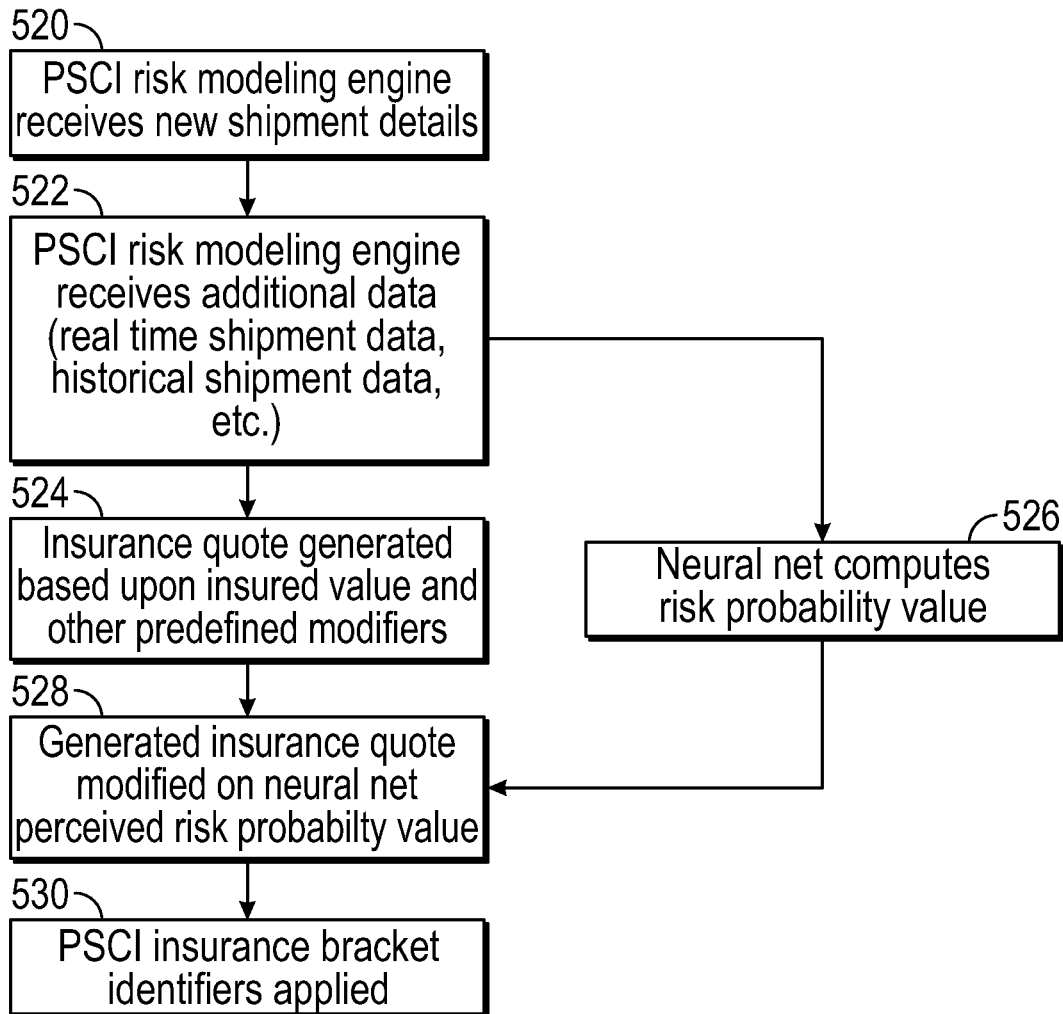 520
PSCI risk modeling engine
receives new shipment details
522
PSCI risk modeling engine
receives additional data
(real time shipment data,
historical shipment data,
etc.)
524
Insurance quote generated
based upon insured value and
other predefined modifiers
526
Neural net computes
risk probability value
528
Generated insurance quote
modified on neural net
perceived risk probabilty value
530
PSCI insurance bracket
identifiers applied